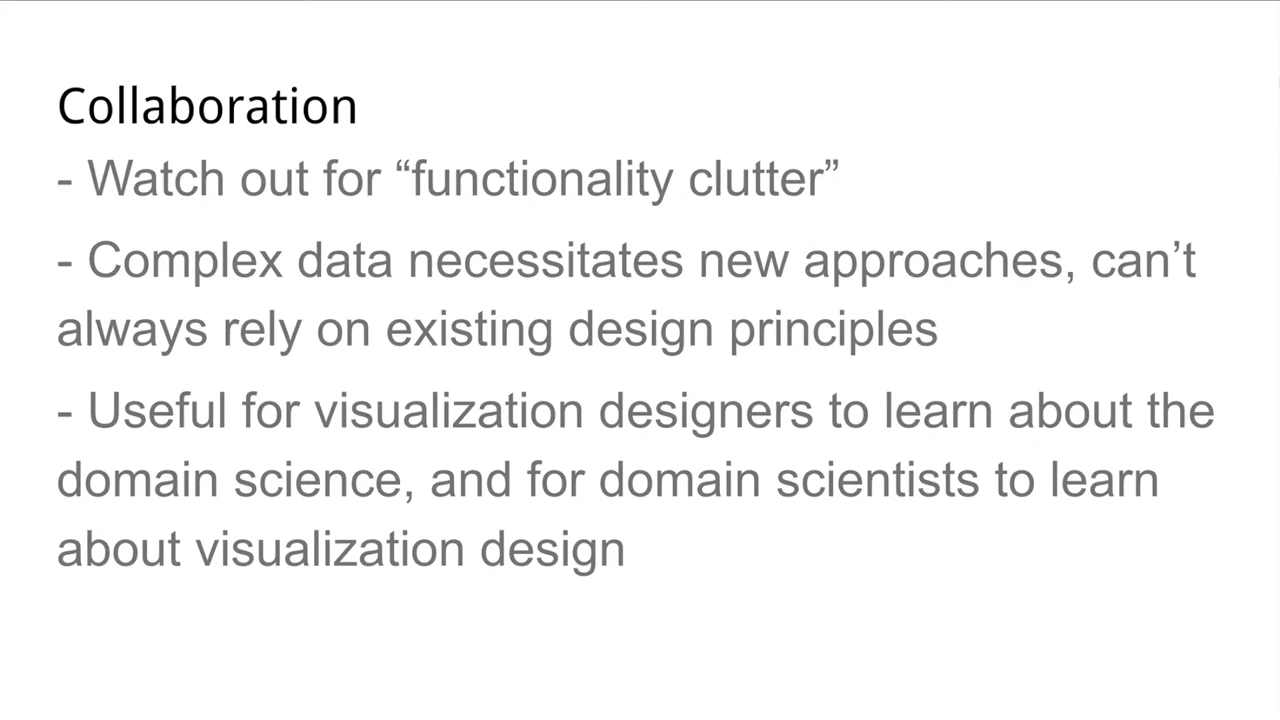 Collaboration
- Watch out for “functionality clutter”
- Complex data necessitates new approaches, can’t
always rely on existing design principles
- Useful for visualization designers to learn about the
domain science, and for domain scientists to learn
about visualization design